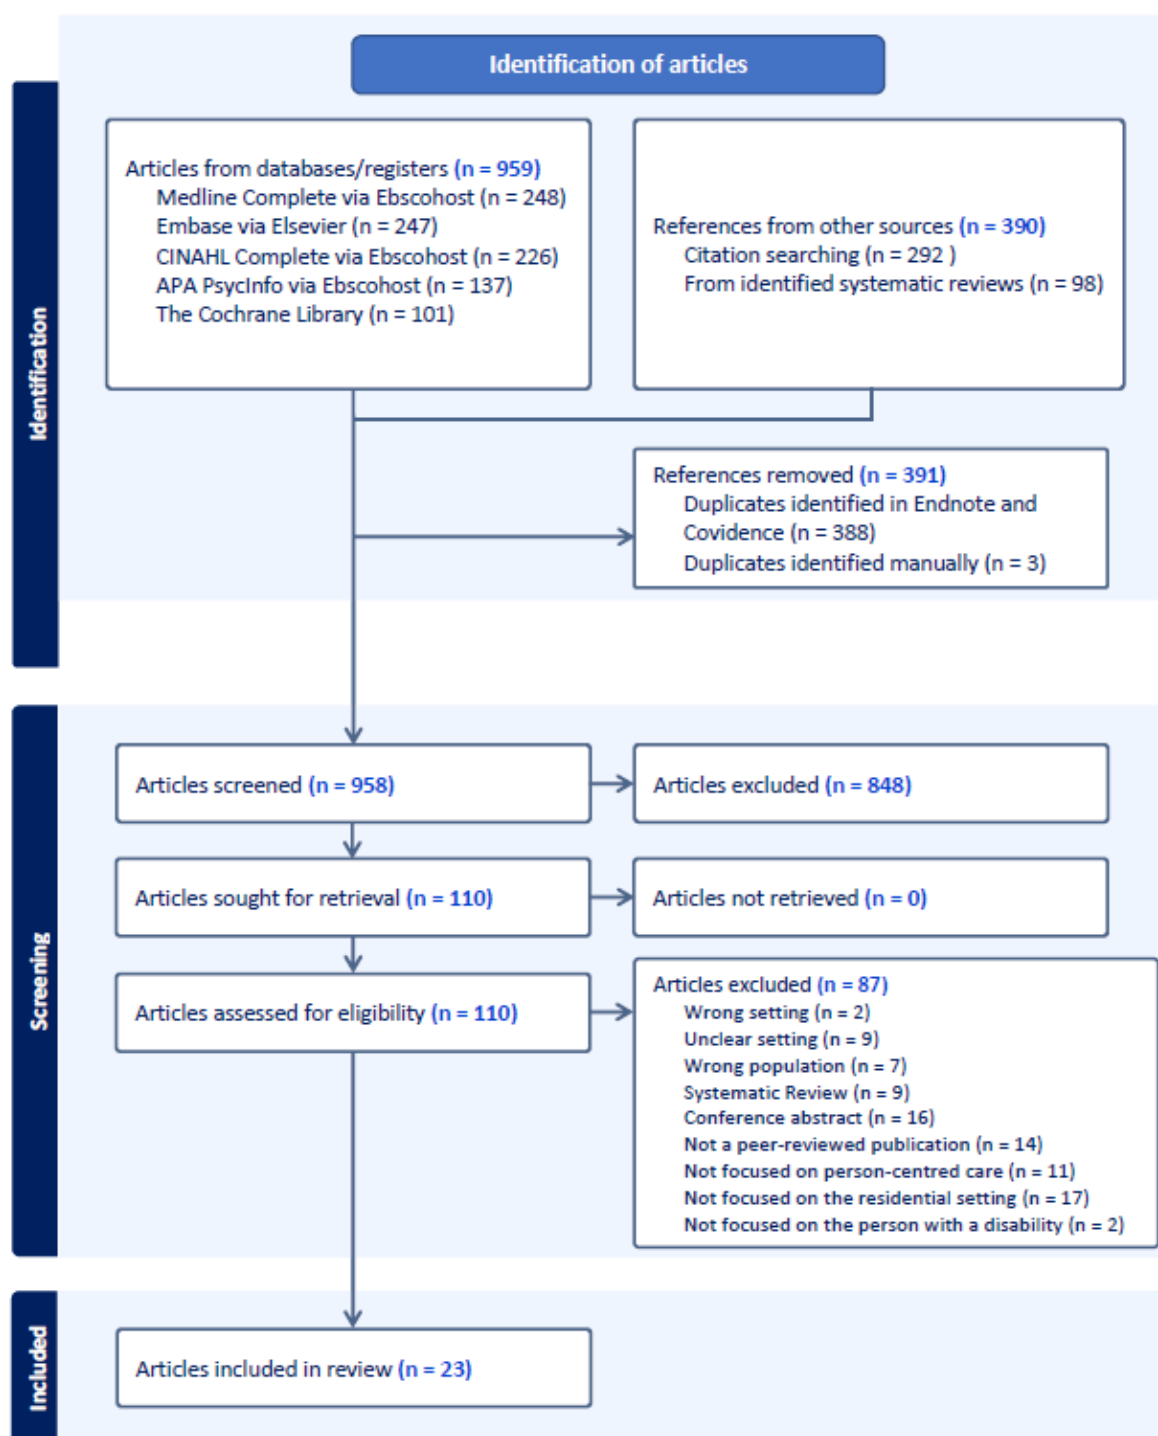 Identification of articles
Identification
Articles from databases/registers (n = 959)
Medline Complete via Ebscohost (n = 248)
Embase via Elsevier (n = 247)
CINAHL Complete via Ebscohost (n = 226)
APA PsycInfo via Ebscohost (n = 137)
The Cochrane Library (n = 101)
References from other sources (n = 390)
Citation searching (n = 292 )
From identified systematic reviews (n = 98)
References removed (n = 391)
Duplicates identified in Endnote and
Covidence (n = 388)
Duplicates identified manually (n = 3)
Screening
Articles screened (n = 958)
Articles excluded (n = 848)
Articles sought for retrieval (n = 110)
Articles not retrieved (n = 0)
Articles assessed for eligibility (n = 110)
Articles excluded (n = 87)
Wrong setting (n = 2)
Unclear setting (n = 9)
Wrong population (n = 7)
Systematic Review (n = 9)
Conference abstract (n = 16)
Not a peer-reviewed publication (n = 14)
Not focused on person-centred care (n = 11)
Not focused on the residential setting (n = 17)
Not focused on the person with a disability (n = 2)
Included
Articles included in review (n = 23)